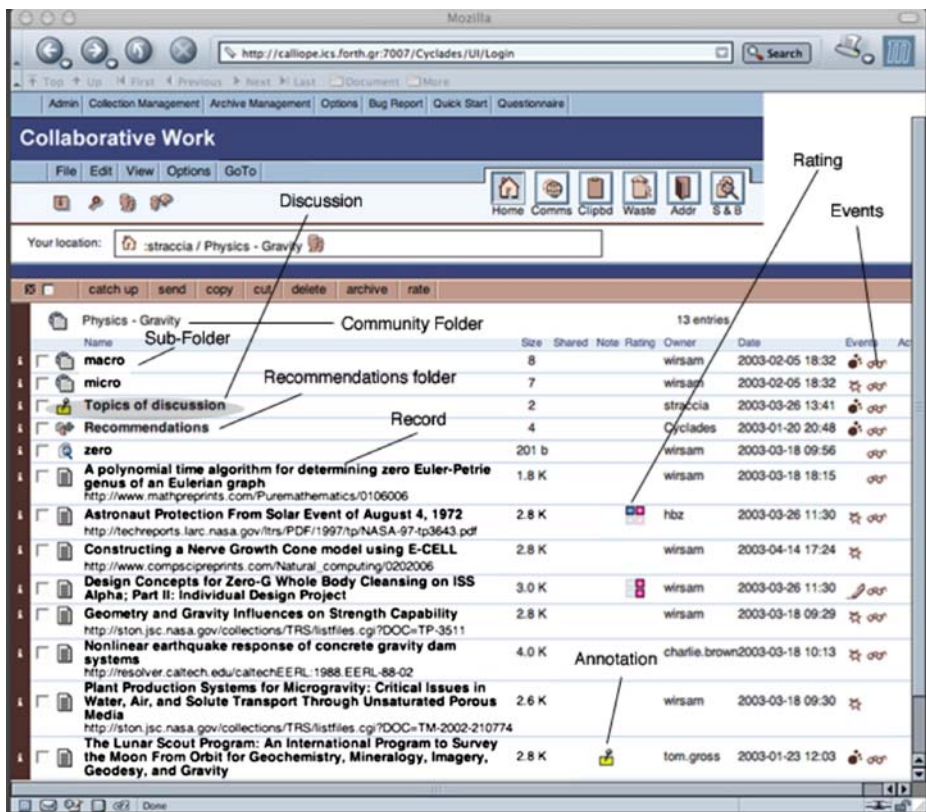 Mozilla
http://calliope.ics.forth.gr:7007/Cyclades/UI/Login
Search
Top Up First Previous Next Last Document More
Admin Collection Management Archive Management Options Bug Report Quick Start Questionnaire
Collaborative Work
File Edit View Options GoTo
Home Comms Clipbd Waste Addr S & B
Discussion
Rating
Events
Your location: :straccia / Physics - Gravity
catch up send copy cut delete archive rate
Physics - Gravity Community Folder 13 entries
Name Sub-Folder Size Shared Note Rating Owner Date Events Ac
macro 8 wirsam 2003-02-05 18:32
micro 7 wirsam 2003-02-05 18:32
Recommendations folder
Topics of discussion 2 straccia 2003-03-26 13:41
Recommendations 4 Cyclades 2003-01-20 20:48
Record
zero 201 b wirsam 2003-03-18 09:56
A polynomial time algorithm for determining zero Euler-Petrie
genus of an Eulerian graph 1.8 K wirsam 2003-03-18 18:15
http://www.mathpreprints.com/Puremathematics/0106006
Astronaut Protection From Solar Event of August 4, 1972 2.8 K hbz 2003-03-26 11:30
http://techreports.larc.nasa.gov/ltrs/PDF/1997/tp/NASA-97-tp3643.pdf
Constructing a Nerve Growth Cone model using E-CELL 2.8 K wirsam 2003-04-14 17:24
http://www.compscipreprints.com/Natural_computing/0202006
Design Concepts for Zero-G Whole Body Cleansing on ISS
Alpha; Part II: Individual Design Project 3.0 K wirsam 2003-03-26 11:30
Geometry and Gravity Influences on Strength Capability 2.8 K wirsam 2003-03-18 09:29
http://ston.jsc.nasa.gov/collections/TRS/listfiles.cgi?DOC=TP-3511
Nonlinear earthquake response of concrete gravity dam
systems 4.0 K Annotation charlie.brown 2003-03-18 10:13
http://resolver.caltech.edu/caltechEERL:1988.EERL-88-02
Plant Production Systems for Microgravity: Critical Issues in
Water, Air, and Solute Transport Through Unsaturated Porous 2.6 K wirsam 2003-03-18 09:30
Media
http://ston.jsc.nasa.gov/collections/TRS/listfiles.cgi?DOC=TM-2002-210774
The Lunar Scout Program: An International Program to Survey
the Moon From Orbit for Geochemistry, Mineralogy, Imagery, 2.8 K tom.gross 2003-01-23 12:03
Geodesy, and Gravity
Done